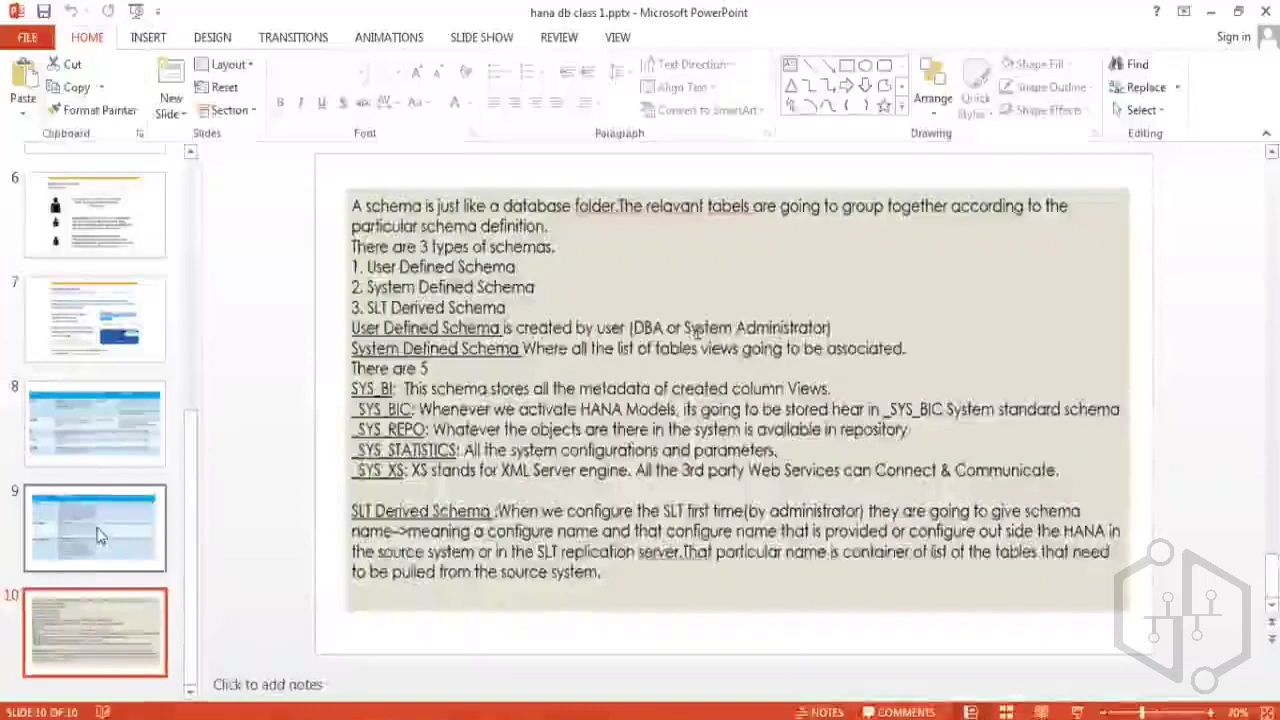 hana db class 1.pptx - Microsoft PowerPoint
FILE HOME INSERT DESIGN TRANSITIONS ANIMATIONS SLIDE SHOW REVIEW VIEW Sign in
Cut
Copy
Format Painter
Paste
Clipboard
New Slide
Layout
Reset
Section
Slides
Font
Text Direction
Align Text
Convert to SmartArt
Paragraph
Arrange
Quick Styles
Shape Fill
Shape Outline
Shape Effects
Drawing
Find
Replace
Select
Editing
6
7
8
9
10
A schema is just like a database folder.The relavant tabels are going to group together according to the
particular schema definition.
There are 3 types of schemas.
1. User Defined Schema
2. System Defined Schema
3. SLT Derived Schema
User Defined Schema is created by user (DBA or System Administrator)
System Defined Schema Where all the list of tables views going to be associated.
There are 5
SYS_BI: This schema stores all the metadata of created column Views.
_SYS_BIC: Whenever we activate HANA Models, its going to be stored hear in _SYS_BIC System standard schema
_SYS_REPO: Whatever the objects are there in the system is available in repository
_SYS_STATISTICS: All the system configurations and parameters.
_SYS_XS: XS stands for XML Server engine. All the 3rd party Web Services can Connect & Communicate.
SLT Derived Schema :When we configure the SLT first time(by administrator) they are going to give schema
name->meaning a configure name and that configure name that is provided or configure out side the HANA in
the source system or in the SLT replication server.That particular name is container of list of the tables that need
to be pulled from the source system.
Click to add notes
SLIDE 10 OF 10 NOTES COMMENTS 70%